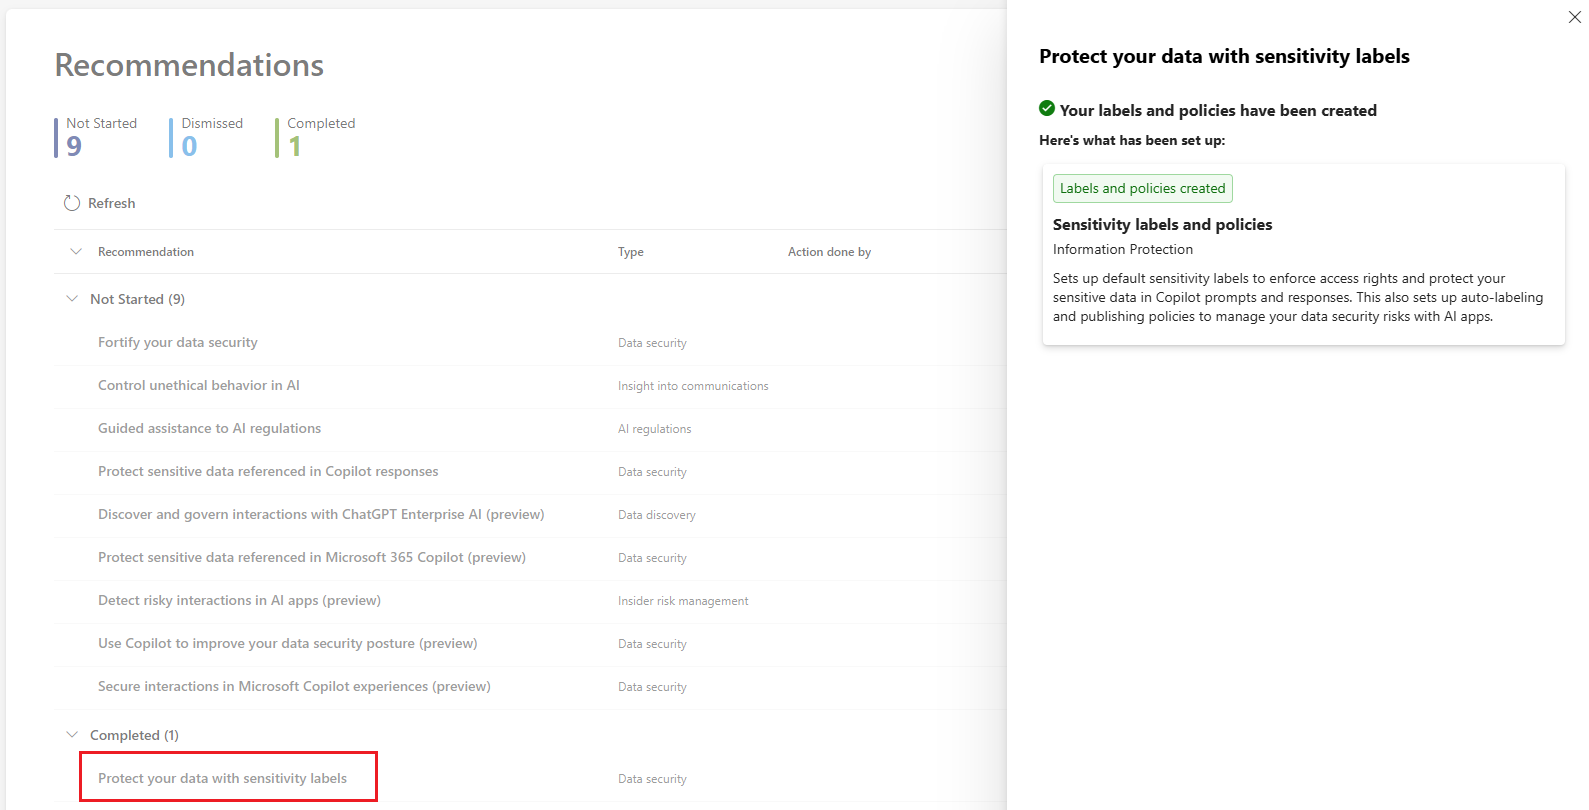 Recommendations
Not Started
9
Dismissed
0
Completed
1
Refresh
Recommendation Type Action done by
Not Started (9)
Fortify your data security Data security
Control unethical behavior in AI Insight into communications
Guided assistance to AI regulations AI regulations
Protect sensitive data referenced in Copilot responses Data security
Discover and govern interactions with ChatGPT Enterprise AI (preview) Data discovery
Protect sensitive data referenced in Microsoft 365 Copilot (preview) Data security
Detect risky interactions in AI apps (preview) Insider risk management
Use Copilot to improve your data security posture (preview) Data security
Secure interactions in Microsoft Copilot experiences (preview) Data security
Completed (1)
Protect your data with sensitivity labels Data security
Protect your data with sensitivity labels
Your labels and policies have been created
Here's what has been set up:
Labels and policies created
Sensitivity labels and policies
Information Protection
Sets up default sensitivity labels to enforce access rights and protect your
sensitive data in Copilot prompts and responses. This also sets up auto-labeling
and publishing policies to manage your data security risks with AI apps.